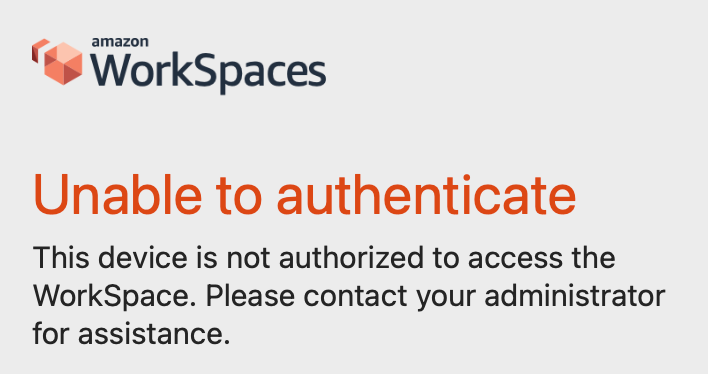 amazon
WorkSpaces
Unable to authenticate
This device is not authorized to access the
WorkSpace. Please contact your administrator
for assistance.